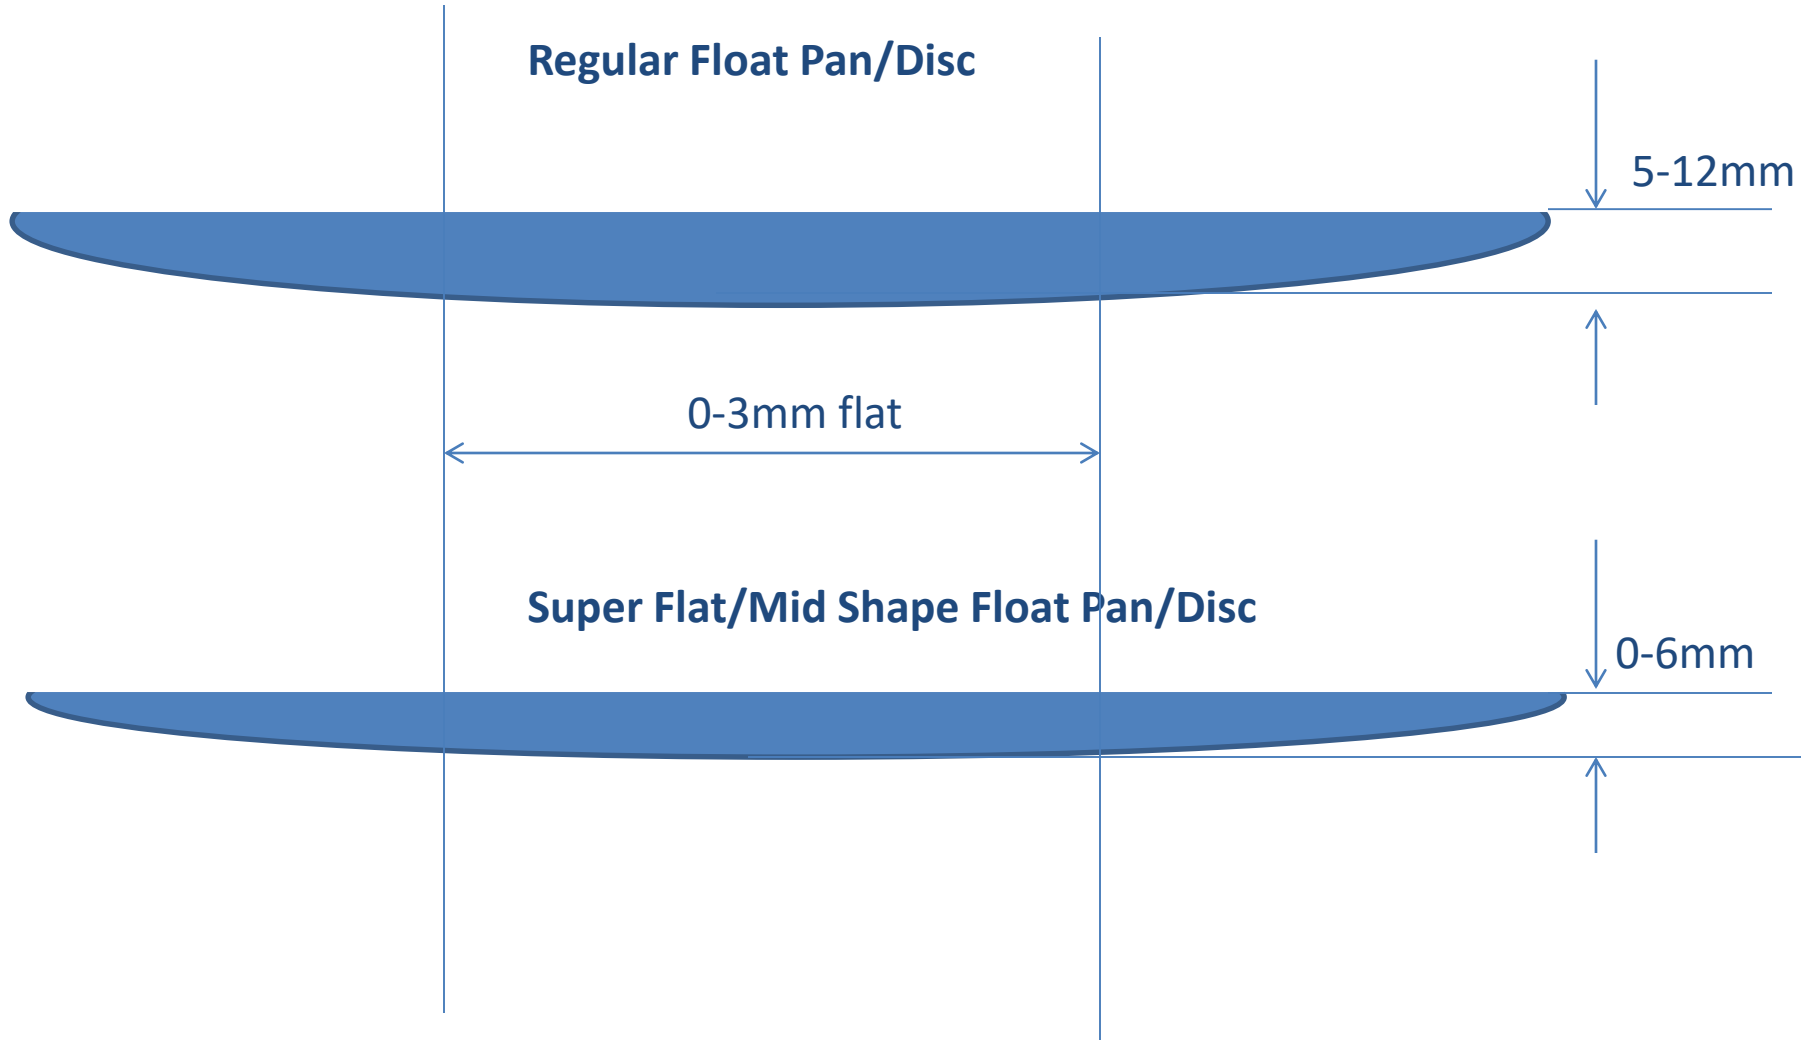 Regular Float Pan/Disc
5-12mm
0-3mm flat
Super Flat/Mid Shape Float Pan/Disc
0-6mm